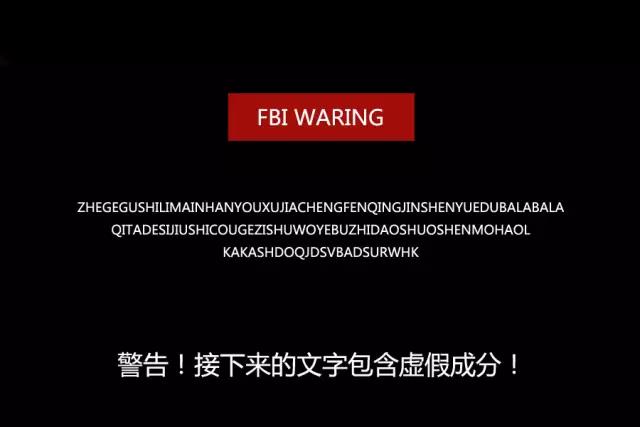 FBI WARING
ZHEGEGUSHILIMAINHANYOUXUJIACHENGFENQINGJINSHENYUEDUBALABALA
QITADESIJIUSHICOUGEZISHUWOYEBUZHIDAOSHUOSHENMOHAOL
KAKASHDOQJDSVBADSURWHK
警告！接下来的文字包含虚假成分！